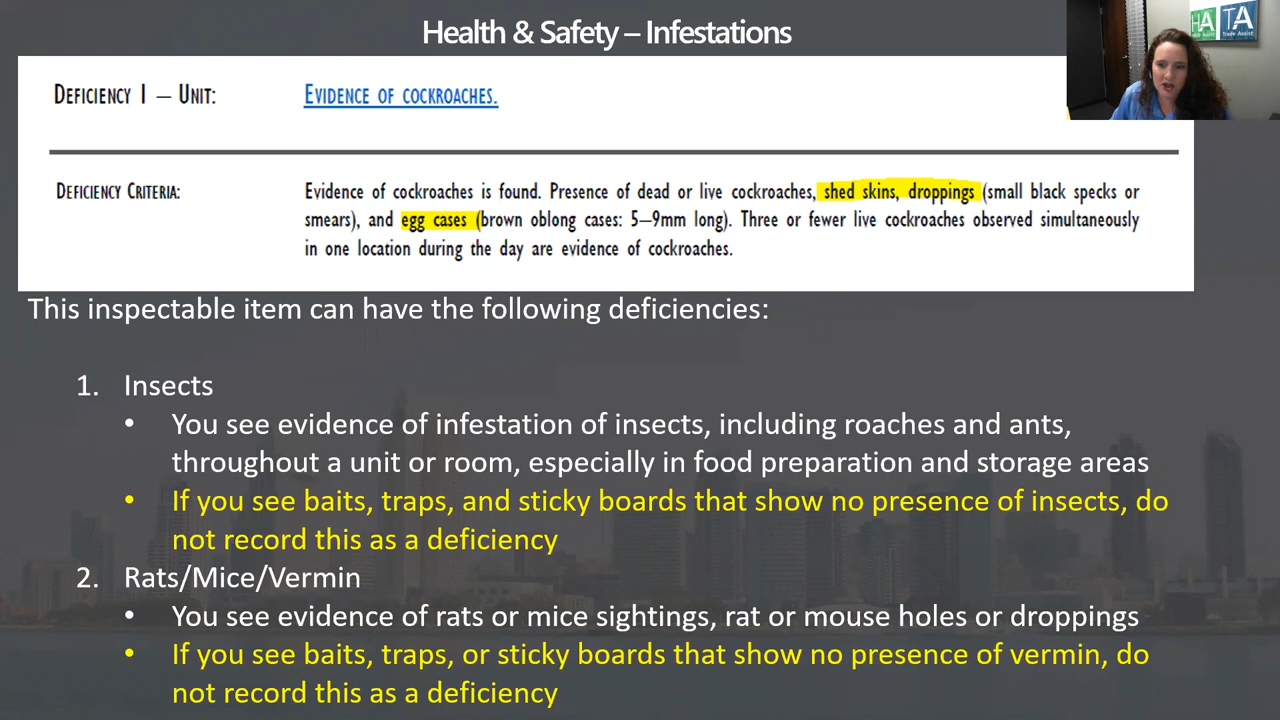 Health & Safety – Infestations
HA TA
HUD Assist Trade Assist
DEFICIENCY 1 – UNIT: EVIDENCE OF COCKROACHES.
DEFICIENCY CRITERIA: Evidence of cockroaches is found. Presence of dead or live cockroaches, shed skins, droppings (small black specks or
smears), and egg cases (brown oblong cases: 5–9mm long). Three or fewer live cockroaches observed simultaneously
in one location during the day are evidence of cockroaches.
This inspectable item can have the following deficiencies:
1. Insects
• You see evidence of infestation of insects, including roaches and ants,
throughout a unit or room, especially in food preparation and storage areas
• If you see baits, traps, and sticky boards that show no presence of insects, do
not record this as a deficiency
2. Rats/Mice/Vermin
• You see evidence of rats or mice sightings, rat or mouse holes or droppings
• If you see baits, traps, or sticky boards that show no presence of vermin, do
not record this as a deficiency